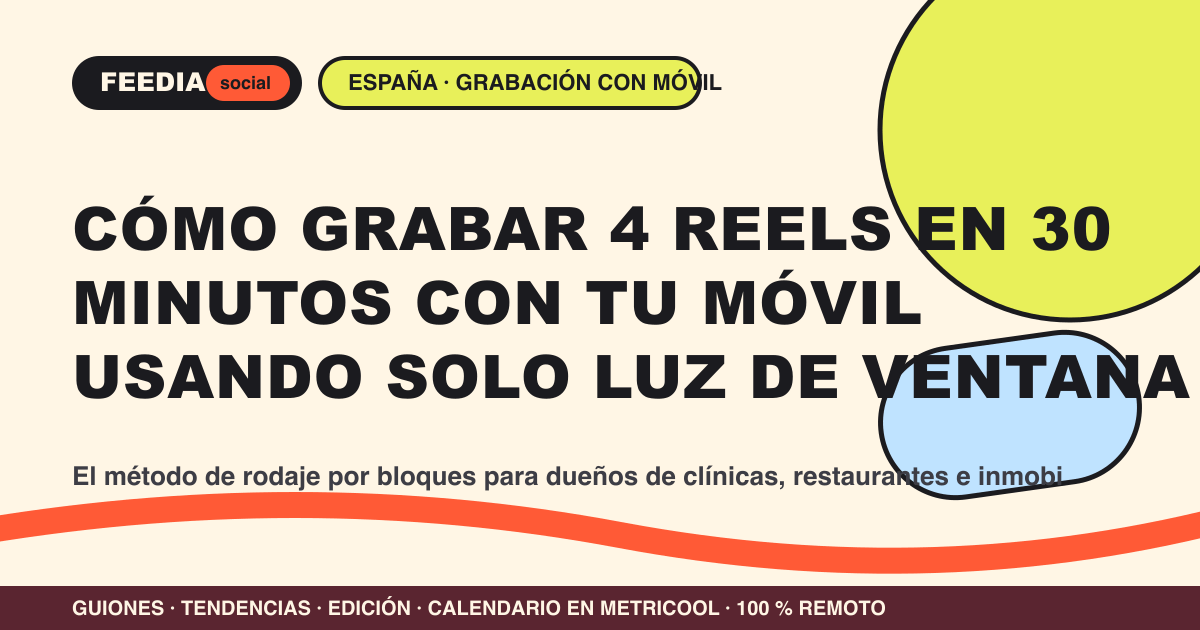 FEEDIA social
ESPAÑA · GRABACIÓN CON MÓVIL
CÓMO GRABAR 4 REELS EN 30
MINUTOS CON TU MÓVIL
USANDO SOLO LUZ DE VENTANA
El método de rodaje por bloques para dueños de clínicas, restaurantes e inmobi
GUIONES · TENDENCIAS · EDICIÓN · CALENDARIO EN METRICOOL · 100 % REMOTO